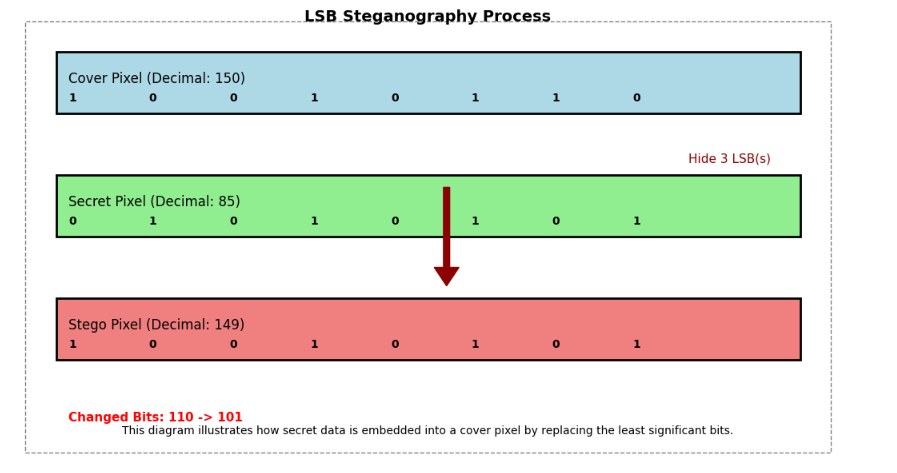 LSB Steganography Process
Cover Pixel (Decimal: 150)
1 0 0 1 0 1 1 0
Hide 3 LSB(s)
Secret Pixel (Decimal: 85)
0 1 0 1 0 1 0 1
Stego Pixel (Decimal: 149)
1 0 0 1 0 1 0 1
Changed Bits: 110 -> 101
This diagram illustrates how secret data is embedded into a cover pixel by replacing the least significant bits.